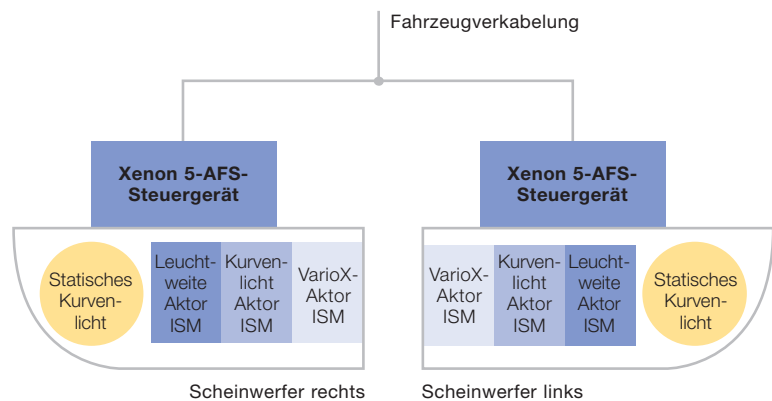 Fahrzeugverkabelung
Xenon 5-AFS-
Steuergerät
Xenon 5-AFS-
Steuergerät
Statisches
Kurven-
licht
Leucht-
weite
Aktor
ISM
Kurven-
licht
Aktor
ISM
VarioX-
Aktor
ISM
VarioX-
Aktor
ISM
Kurven-
licht
Aktor
ISM
Leucht-
weite
Aktor
ISM
Statisches
Kurven-
licht
Scheinwerfer rechts
Scheinwerfer links